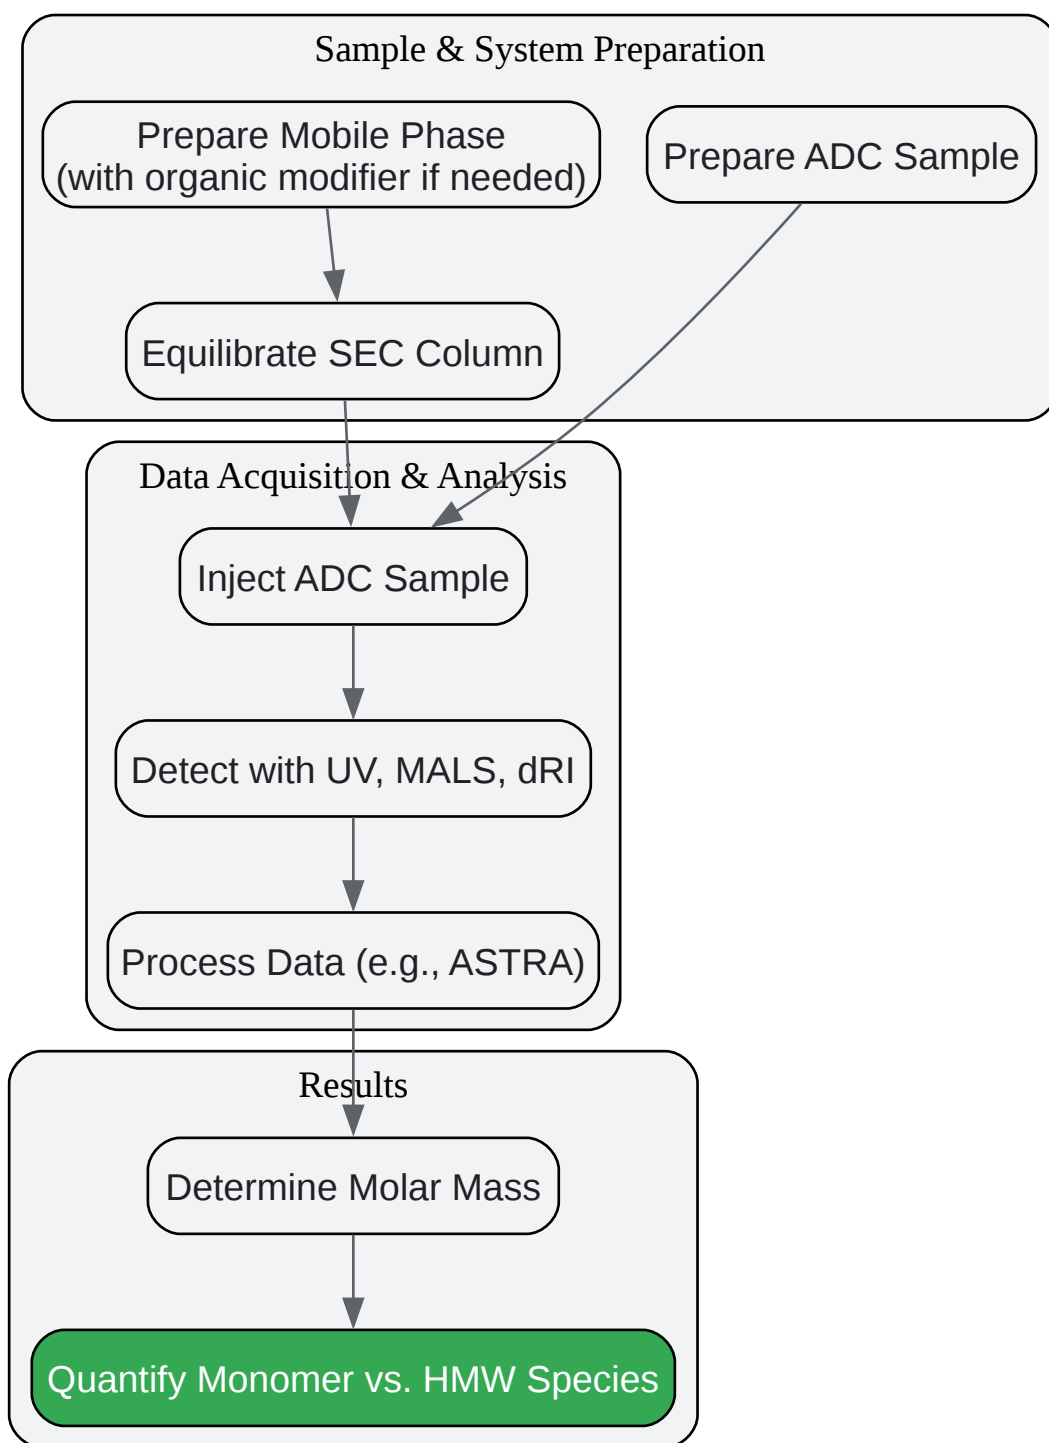 Sample & System Preparation
Prepare Mobile Phase
(with organic modifier if needed)
Prepare ADC Sample
Equilibrate SEC Column
Data Acquisition & Analysis
Inject ADC Sample
Detect with UV, MALS, dRI
Process Data (e.g., ASTRA)
Results
Determine Molar Mass
Quantify Monomer vs. HMW Species